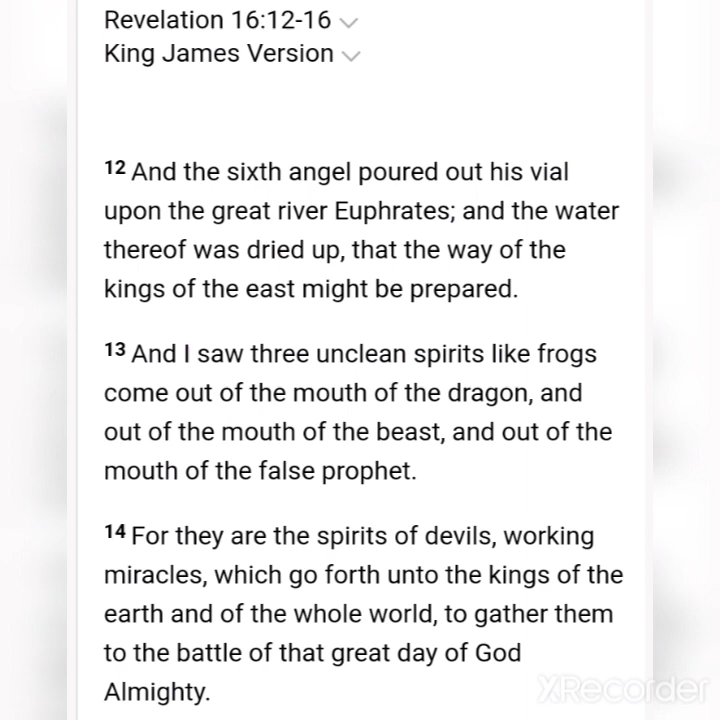 Revelation 16:12-16
King James Version
12 And the sixth angel poured out his vial
upon the great river Euphrates; and the water
thereof was dried up, that the way of the
kings of the east might be prepared.
13 And I saw three unclean spirits like frogs
come out of the mouth of the dragon, and
out of the mouth of the beast, and out of the
mouth of the false prophet.
14 For they are the spirits of devils, working
miracles, which go forth unto the kings of the
earth and of the whole world, to gather them
to the battle of that great day of God
Almighty.
XRecorder